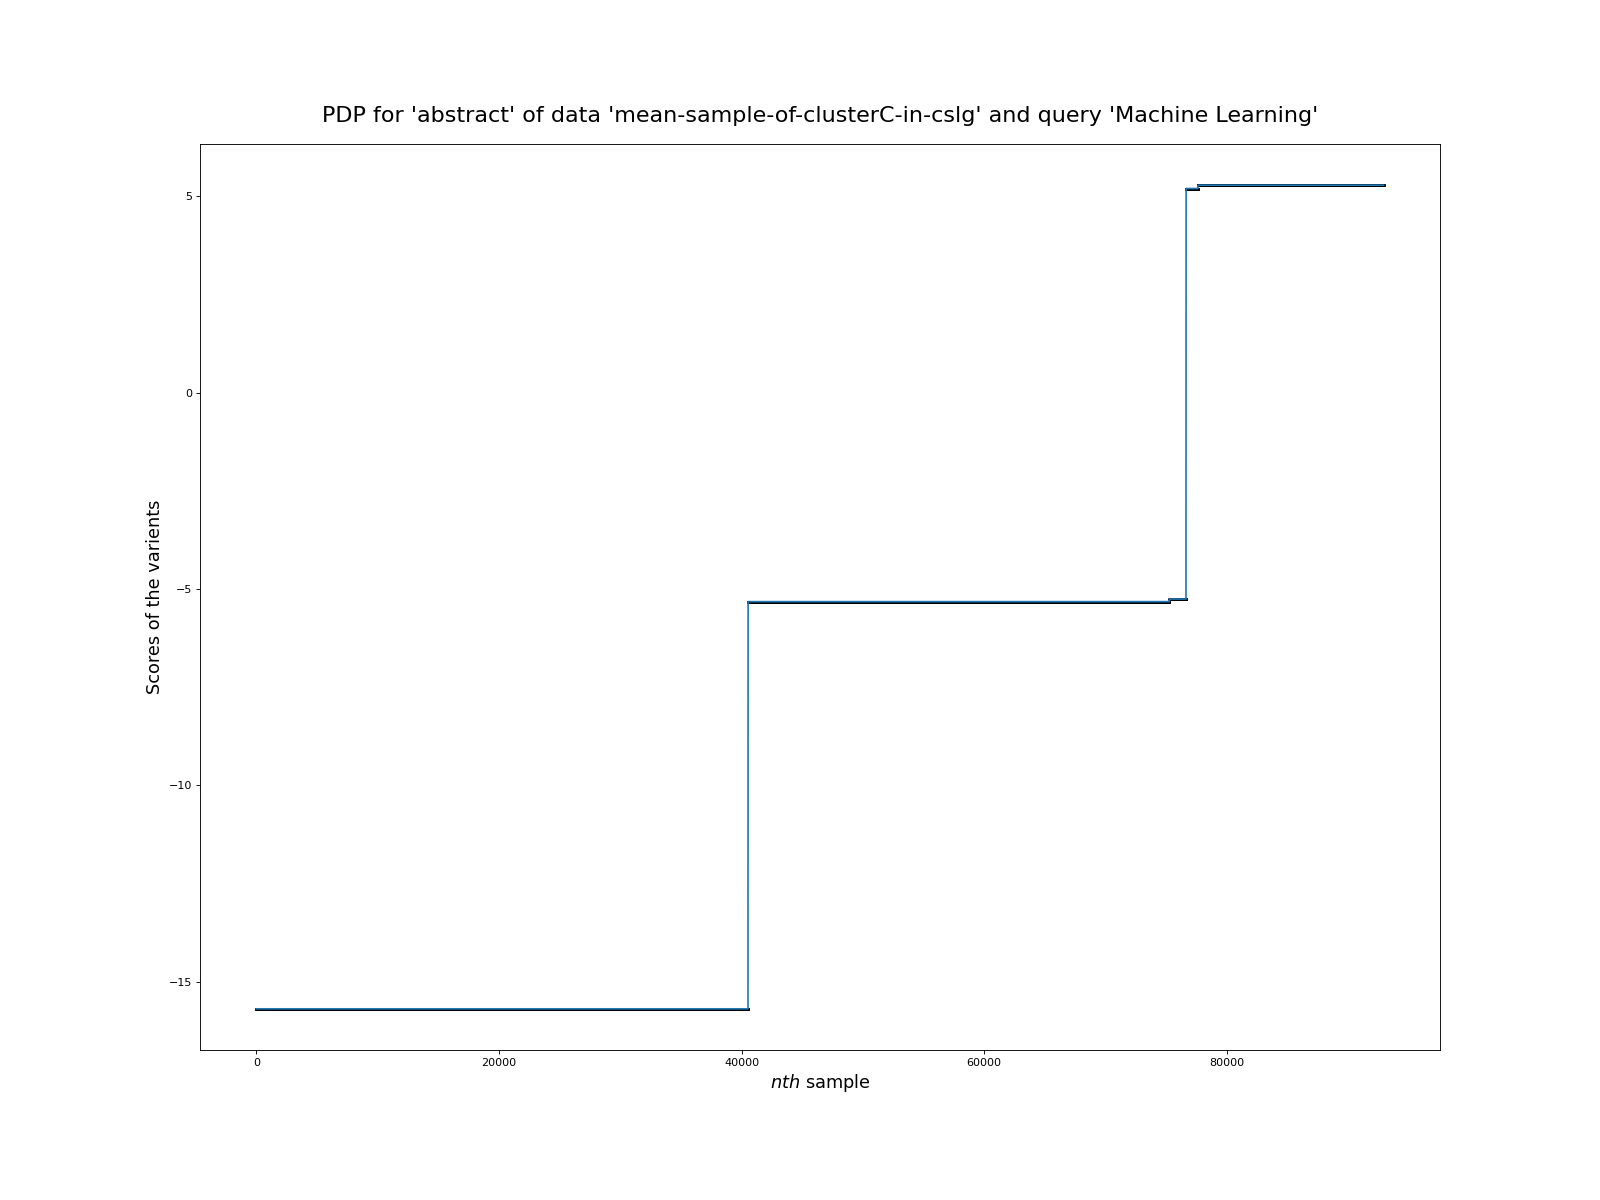 PDP for 'abstract' of data 'mean-sample-of-clusterC-in-cslg' and query 'Machine Learning'
5
0
−5
−10
−15
Scores of the varients
0 20000 40000 60000 80000
nth sample